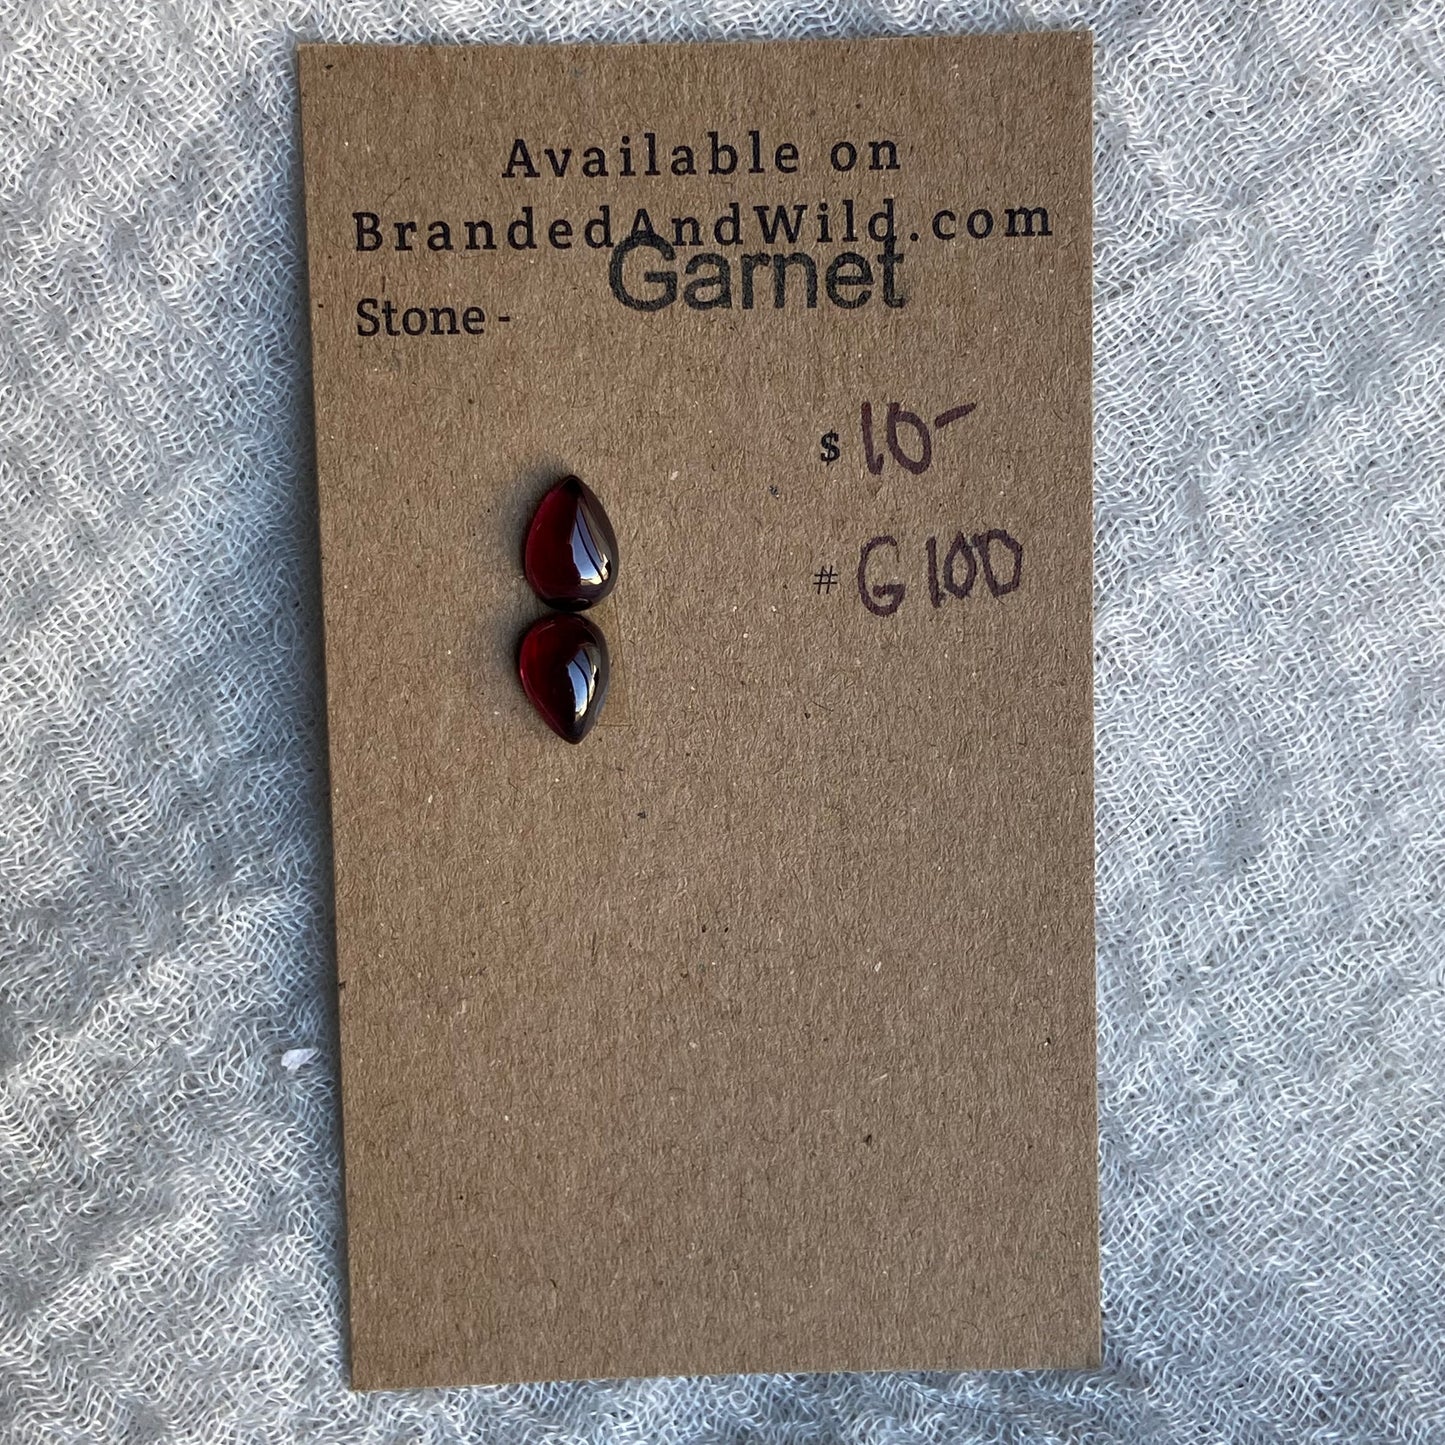 Available on
BrandedAndWild.com
Garnet
Stone -
$ 10-
# G100